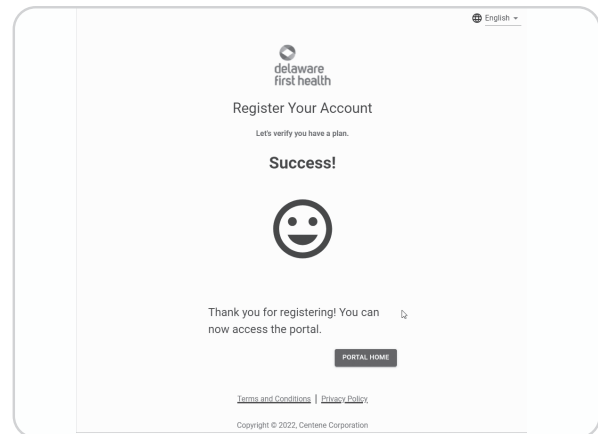 English
delaware
first health
Register Your Account
Let's verify you have a plan.
Success!
Thank you for registering! You can
now access the portal.
PORTAL HOME
Terms and Conditions | Privacy Policy
Copyright © 2022, Centene Corporation